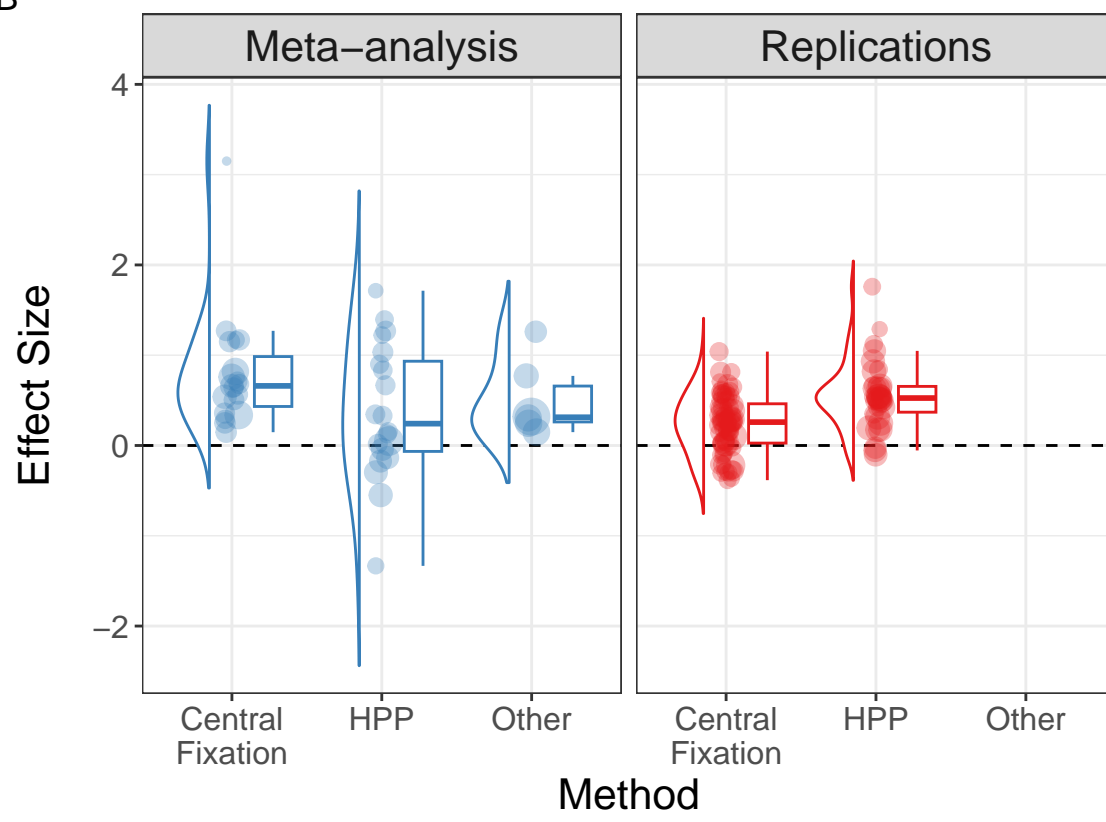 B
Meta−analysis
Replications
4
2
0
−2
Effect Size
Central
Fixation
HPP
Other
Central
Fixation
HPP
Other
Method